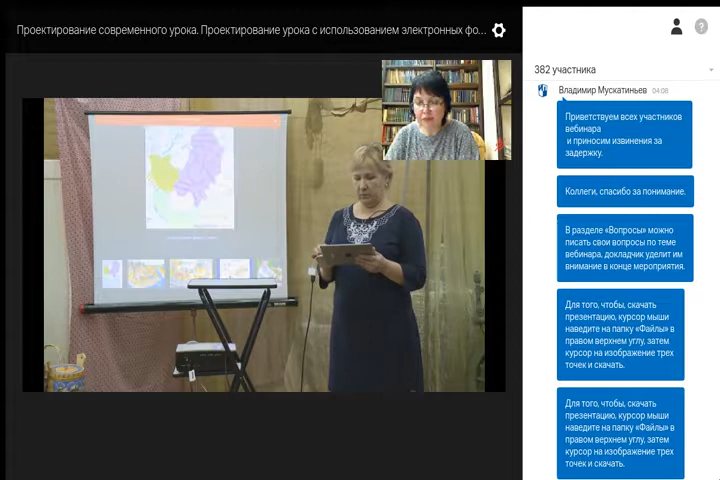 Проектирование современного урока. Проектирование урока с использованием электронных фо...
382 участника
Владимир Мускатиньев 04:08
Приветствуем всех участников
вебинара
и приносим извинения за
задержку.
Коллеги, спасибо за понимание.
В разделе «Вопросы» можно
писать свои вопросы по теме
вебинара, докладчик уделит им
внимание в конце мероприятия.
Для того, чтобы, скачать
презентацию, курсор мыши
наведите на папку «Файлы» в
правом верхнем углу, затем
курсор на изображение трех
точек и скачать.
Для того, чтобы, скачать
презентацию, курсор мыши
наведите на папку «Файлы» в
правом верхнем углу, затем
курсор на изображение трех
точек и скачать.